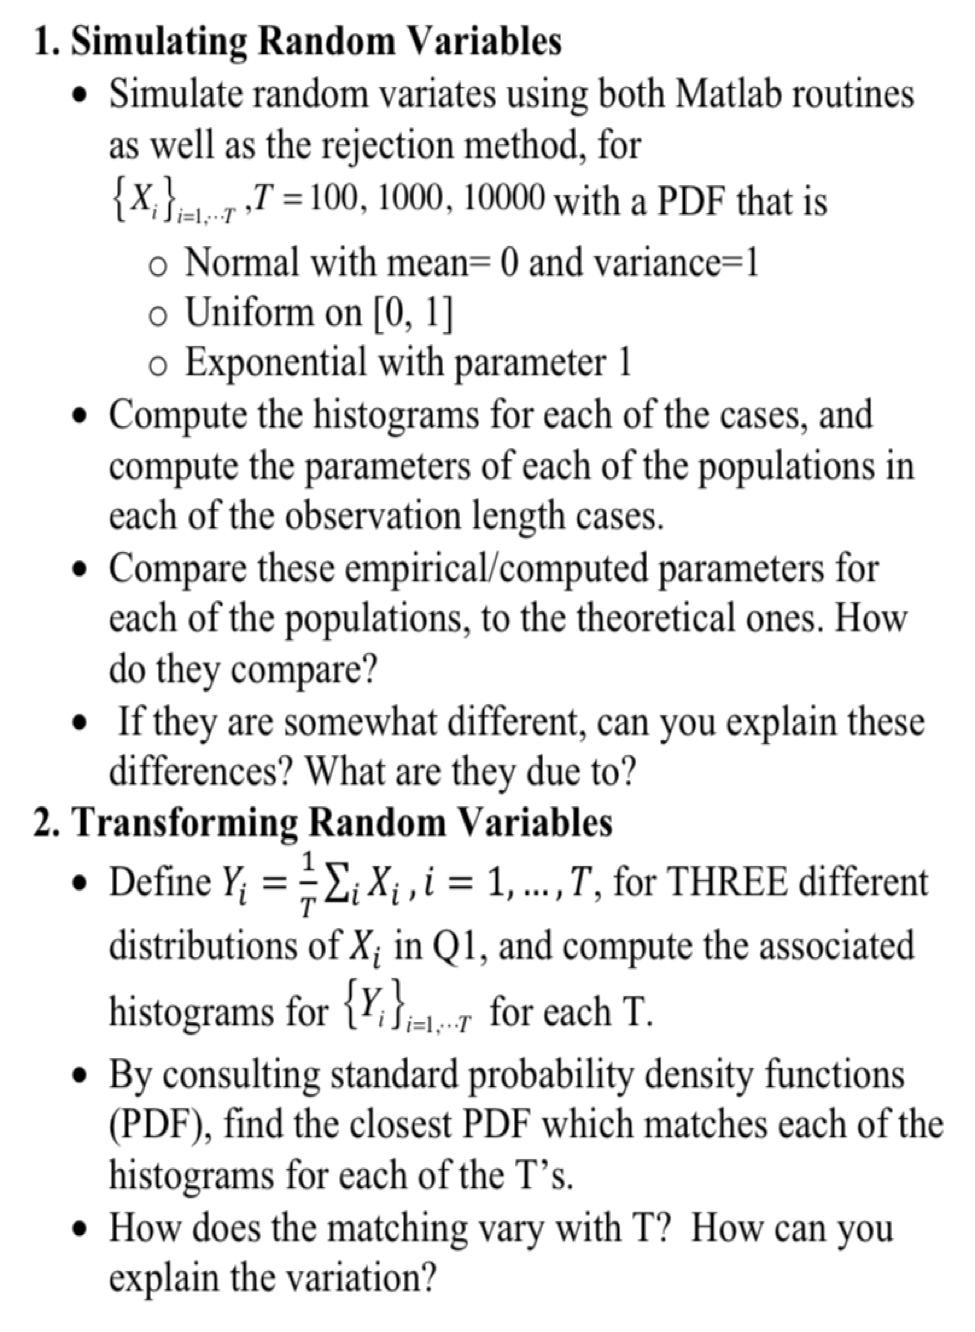 1. Simulating Random Variables
• Simulate random variates using both Matlab routines
as well as the rejection method, for
{X_i}_{i=1,⋯T} ,T = 100, 1000, 10000 with a PDF that is
o Normal with mean= 0 and variance=1
o Uniform on [0, 1]
o Exponential with parameter 1
• Compute the histograms for each of the cases, and
compute the parameters of each of the populations in
each of the observation length cases.
• Compare these empirical/computed parameters for
each of the populations, to the theoretical ones. How
do they compare?
• If they are somewhat different, can you explain these
differences? What are they due to?
2. Transforming Random Variables
• Define Y_i = 1/T ∑_i X_i , i = 1, ... , T, for THREE different
distributions of X_i in Q1, and compute the associated
histograms for {Y_i}_{i=1,⋯T} for each T.
• By consulting standard probability density functions
(PDF), find the closest PDF which matches each of the
histograms for each of the T's.
• How does the matching vary with T? How can you
explain the variation?